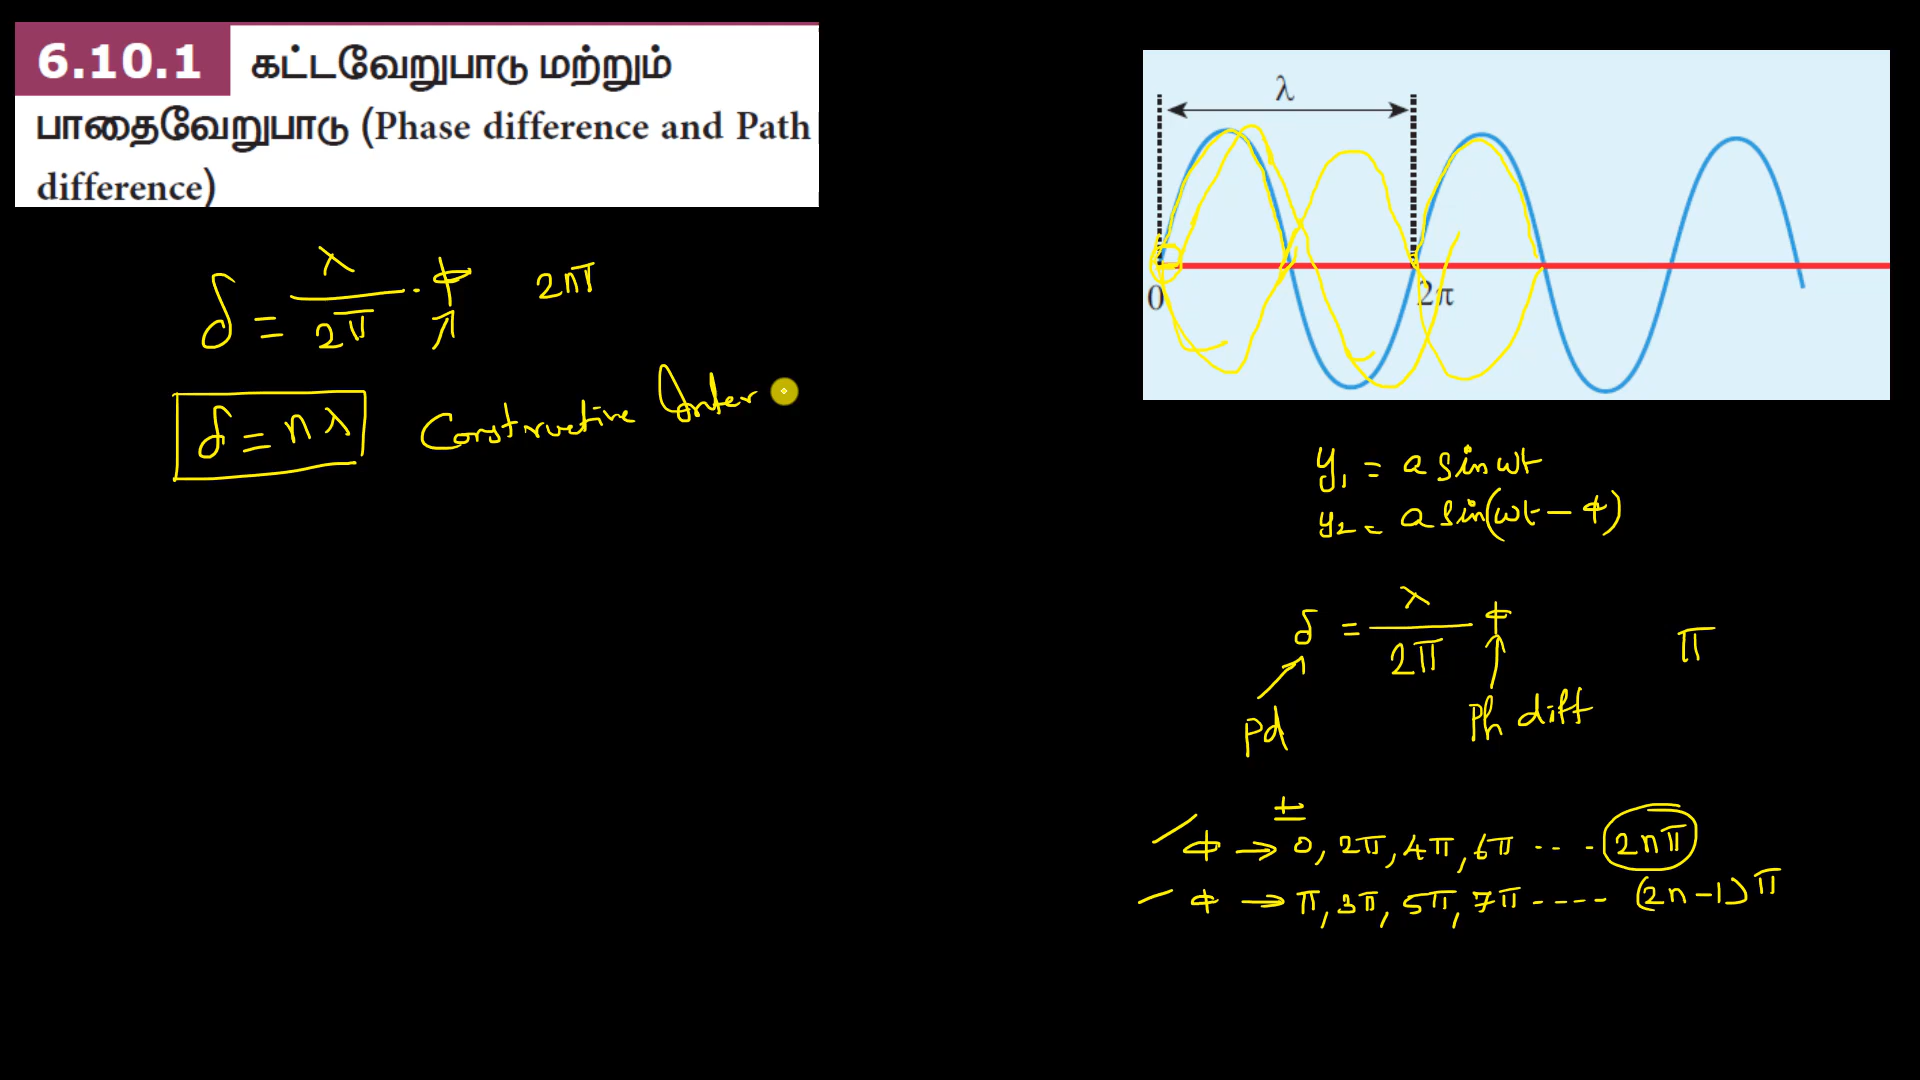 6.10.1 கட்டவேறுபாடு மற்றும்
பாதைவேறுபாடு (Phase difference and Path
difference)
λ
0
2π
δ = λ/2π · ϕ 2nπ
δ = nλ Constructive Inter
y₁ = a sin ωt
y₂ = a sin(ωt − ϕ)
δ = λ/2π ϕ
π
Pd
Ph diff
±
ϕ → 0, 2π, 4π, 6π --- 2nπ
ϕ → π, 3π, 5π, 7π ---- (2n−1)π